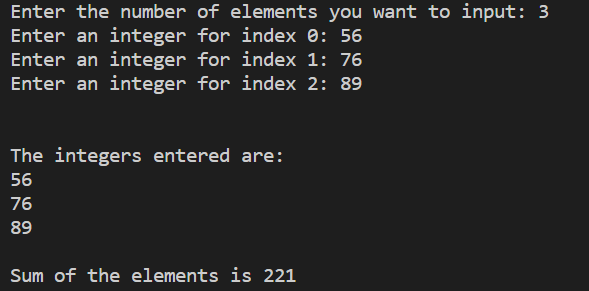 Enter the number of elements you want to input: 3
Enter an integer for index 0: 56
Enter an integer for index 1: 76
Enter an integer for index 2: 89
The integers entered are:
56
76
89
Sum of the elements is 221